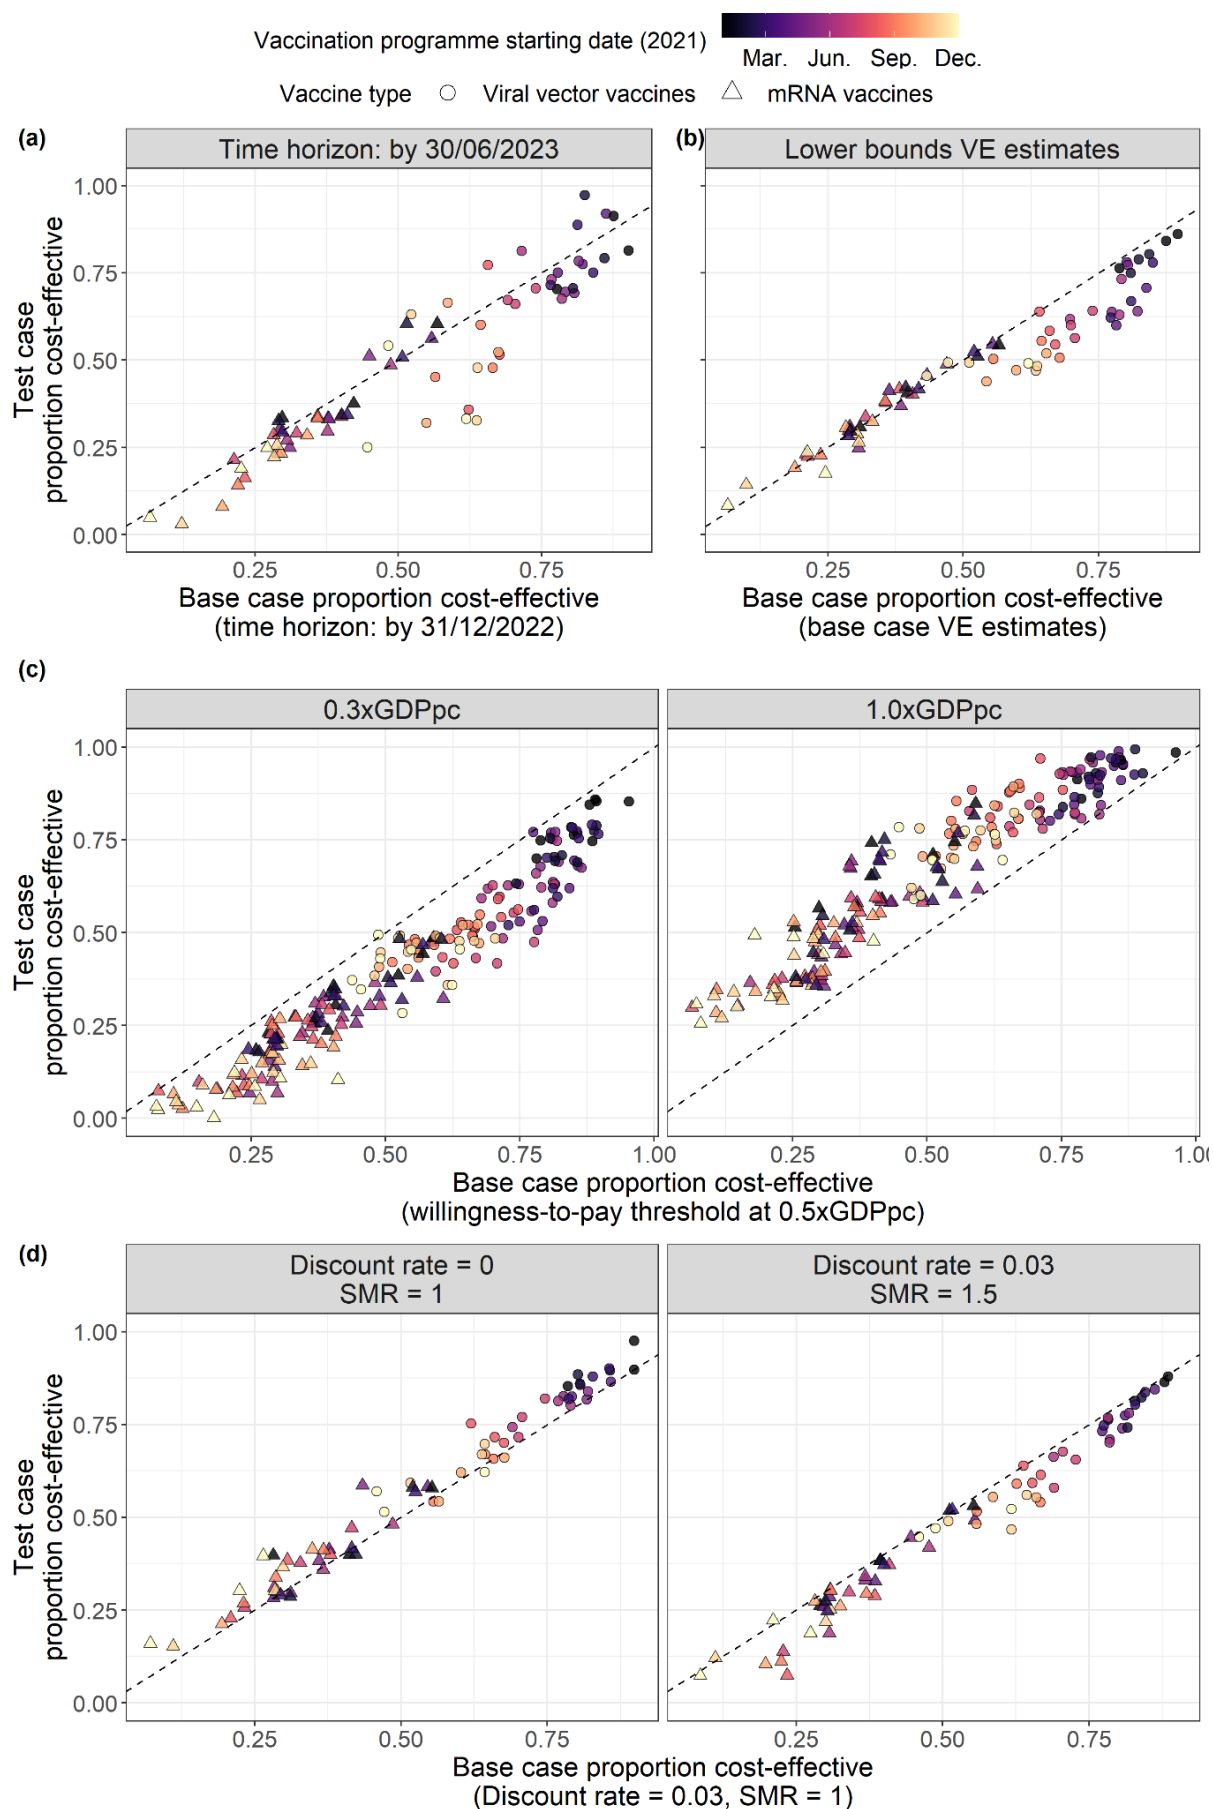 Vaccination programme starting date (2021)
Mar. Jun. Sep. Dec.
Vaccine type Viral vector vaccines mRNA vaccines
(a)
Time horizon: by 30/06/2023
1.00
0.75
0.50
0.25
0.00
Test case
proportion cost-effective
0.25 0.50 0.75
Base case proportion cost-effective
(time horizon: by 31/12/2022)
(b)
Lower bounds VE estimates
0.25 0.50 0.75
Base case proportion cost-effective
(base case VE estimates)
(c)
0.3xGDPpc
1.0xGDPpc
1.00
0.75
0.50
0.25
0.00
Test case
proportion cost-effective
0.25 0.50 0.75 1.00
0.25 0.50 0.75 1.00
Base case proportion cost-effective
(willingness-to-pay threshold at 0.5xGDPpc)
(d)
Discount rate = 0
SMR = 1
Discount rate = 0.03
SMR = 1.5
1.00
0.75
0.50
0.25
0.00
Test case
proportion cost-effective
0.25 0.50 0.75
0.25 0.50 0.75
Base case proportion cost-effective
(Discount rate = 0.03, SMR = 1)